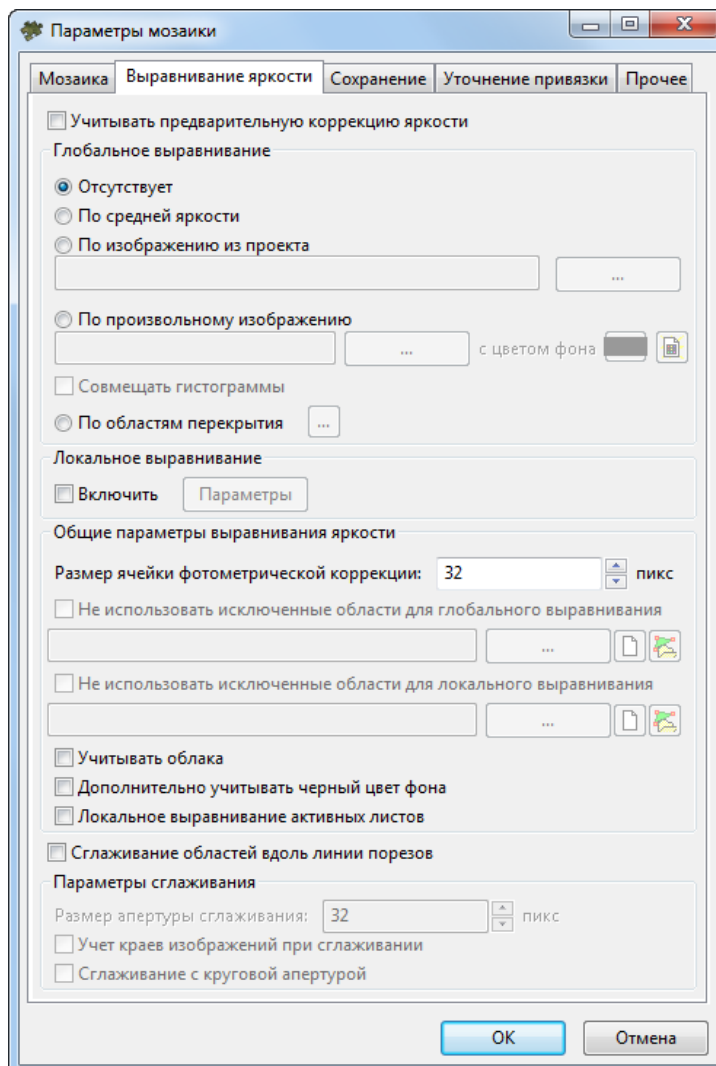 Параметры мозаики
Мозаика Выравнивание яркости Сохранение Уточнение привязки Прочее
Учитывать предварительную коррекцию яркости
Глобальное выравнивание
Отсутствует
По средней яркости
По изображению из проекта
...
По произвольному изображению
... с цветом фона
Совмещать гистограммы
По областям перекрытия ...
Локальное выравнивание
Включить Параметры
Общие параметры выравнивания яркости
Размер ячейки фотометрической коррекции: 32 пикс
Не использовать исключенные области для глобального выравнивания
...
Не использовать исключенные области для локального выравнивания
...
Учитывать облака
Дополнительно учитывать черный цвет фона
Локальное выравнивание активных листов
Сглаживание областей вдоль линии порезов
Параметры сглаживания
Размер апертуры сглаживания: 32 пикс
Учет краев изображений при сглаживании
Сглаживание с круговой апертурой
OK Отмена